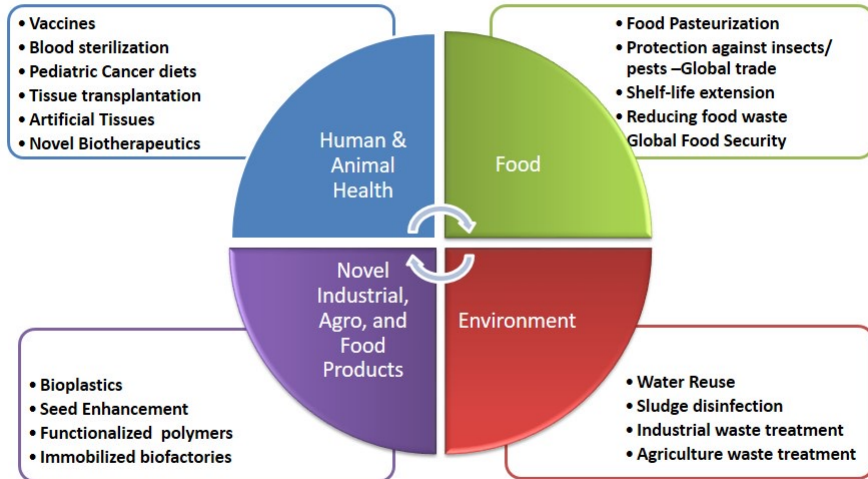 • Vaccines
• Blood sterilization
• Pediatric Cancer diets
• Tissue transplantation
• Artificial Tissues
• Novel Biotherapeutics
• Food Pasteurization
• Protection against insects/
pests –Global trade
• Shelf-life extension
• Reducing food waste
Global Food Security
Human &
Animal
Health
Food
Novel
Industrial,
Agro, and
Food
Products
Environment
• Bioplastics
• Seed Enhancement
• Functionalized polymers
• Immobilized biofactories
• Water Reuse
• Sludge disinfection
• Industrial waste treatment
• Agriculture waste treatment